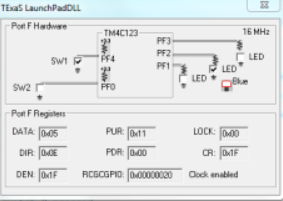 TExaS LaunchPadDLL
Port F Hardware
TM4C123
16 MHz
PF3
SW1
PF4
PF2
LED
PF1
LED
LED
Blue
SW2
PF0
Port F Registers
DATA: 0x05 PUR: 0x11 LOCK: 0x00
DIR: 0x0E PDR: 0x00 CR: 0x1F
DEN: 0x1F RCGCGPIO: 0x00000020 Clock enabled